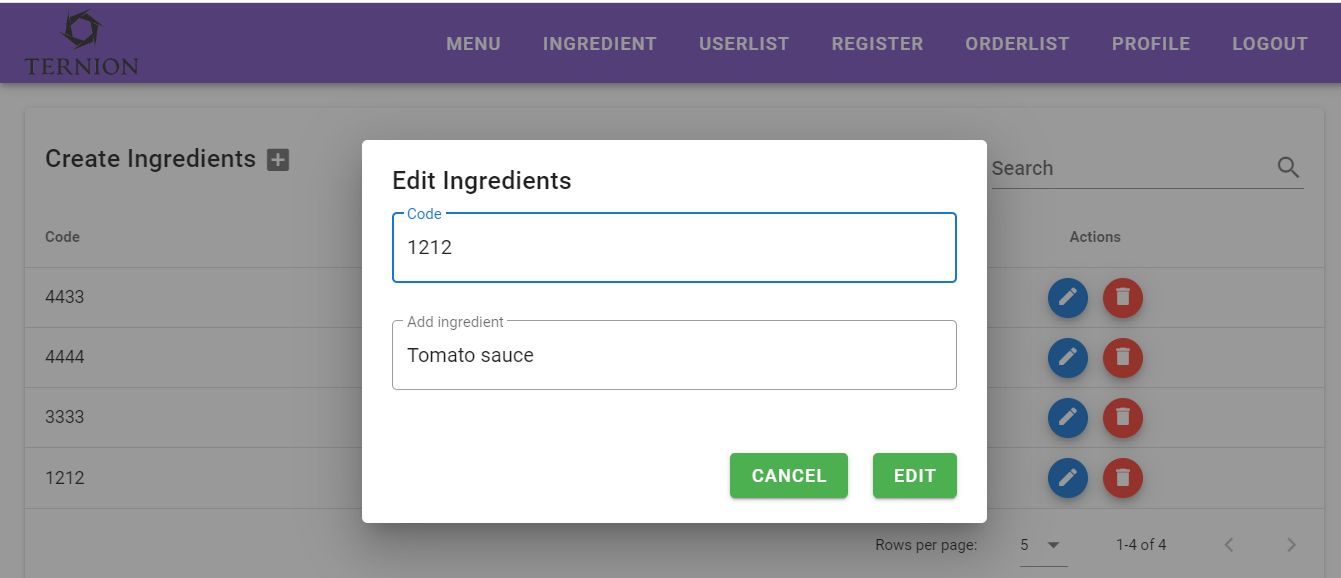 TERNION
MENU INGREDIENT USERLIST REGISTER ORDERLIST PROFILE LOGOUT
Create Ingredients
Search
Code
Actions
4433
4444
3333
1212
Edit Ingredients
Code
1212
Add ingredient
Tomato sauce
CANCEL EDIT
Rows per page: 5 1-4 of 4